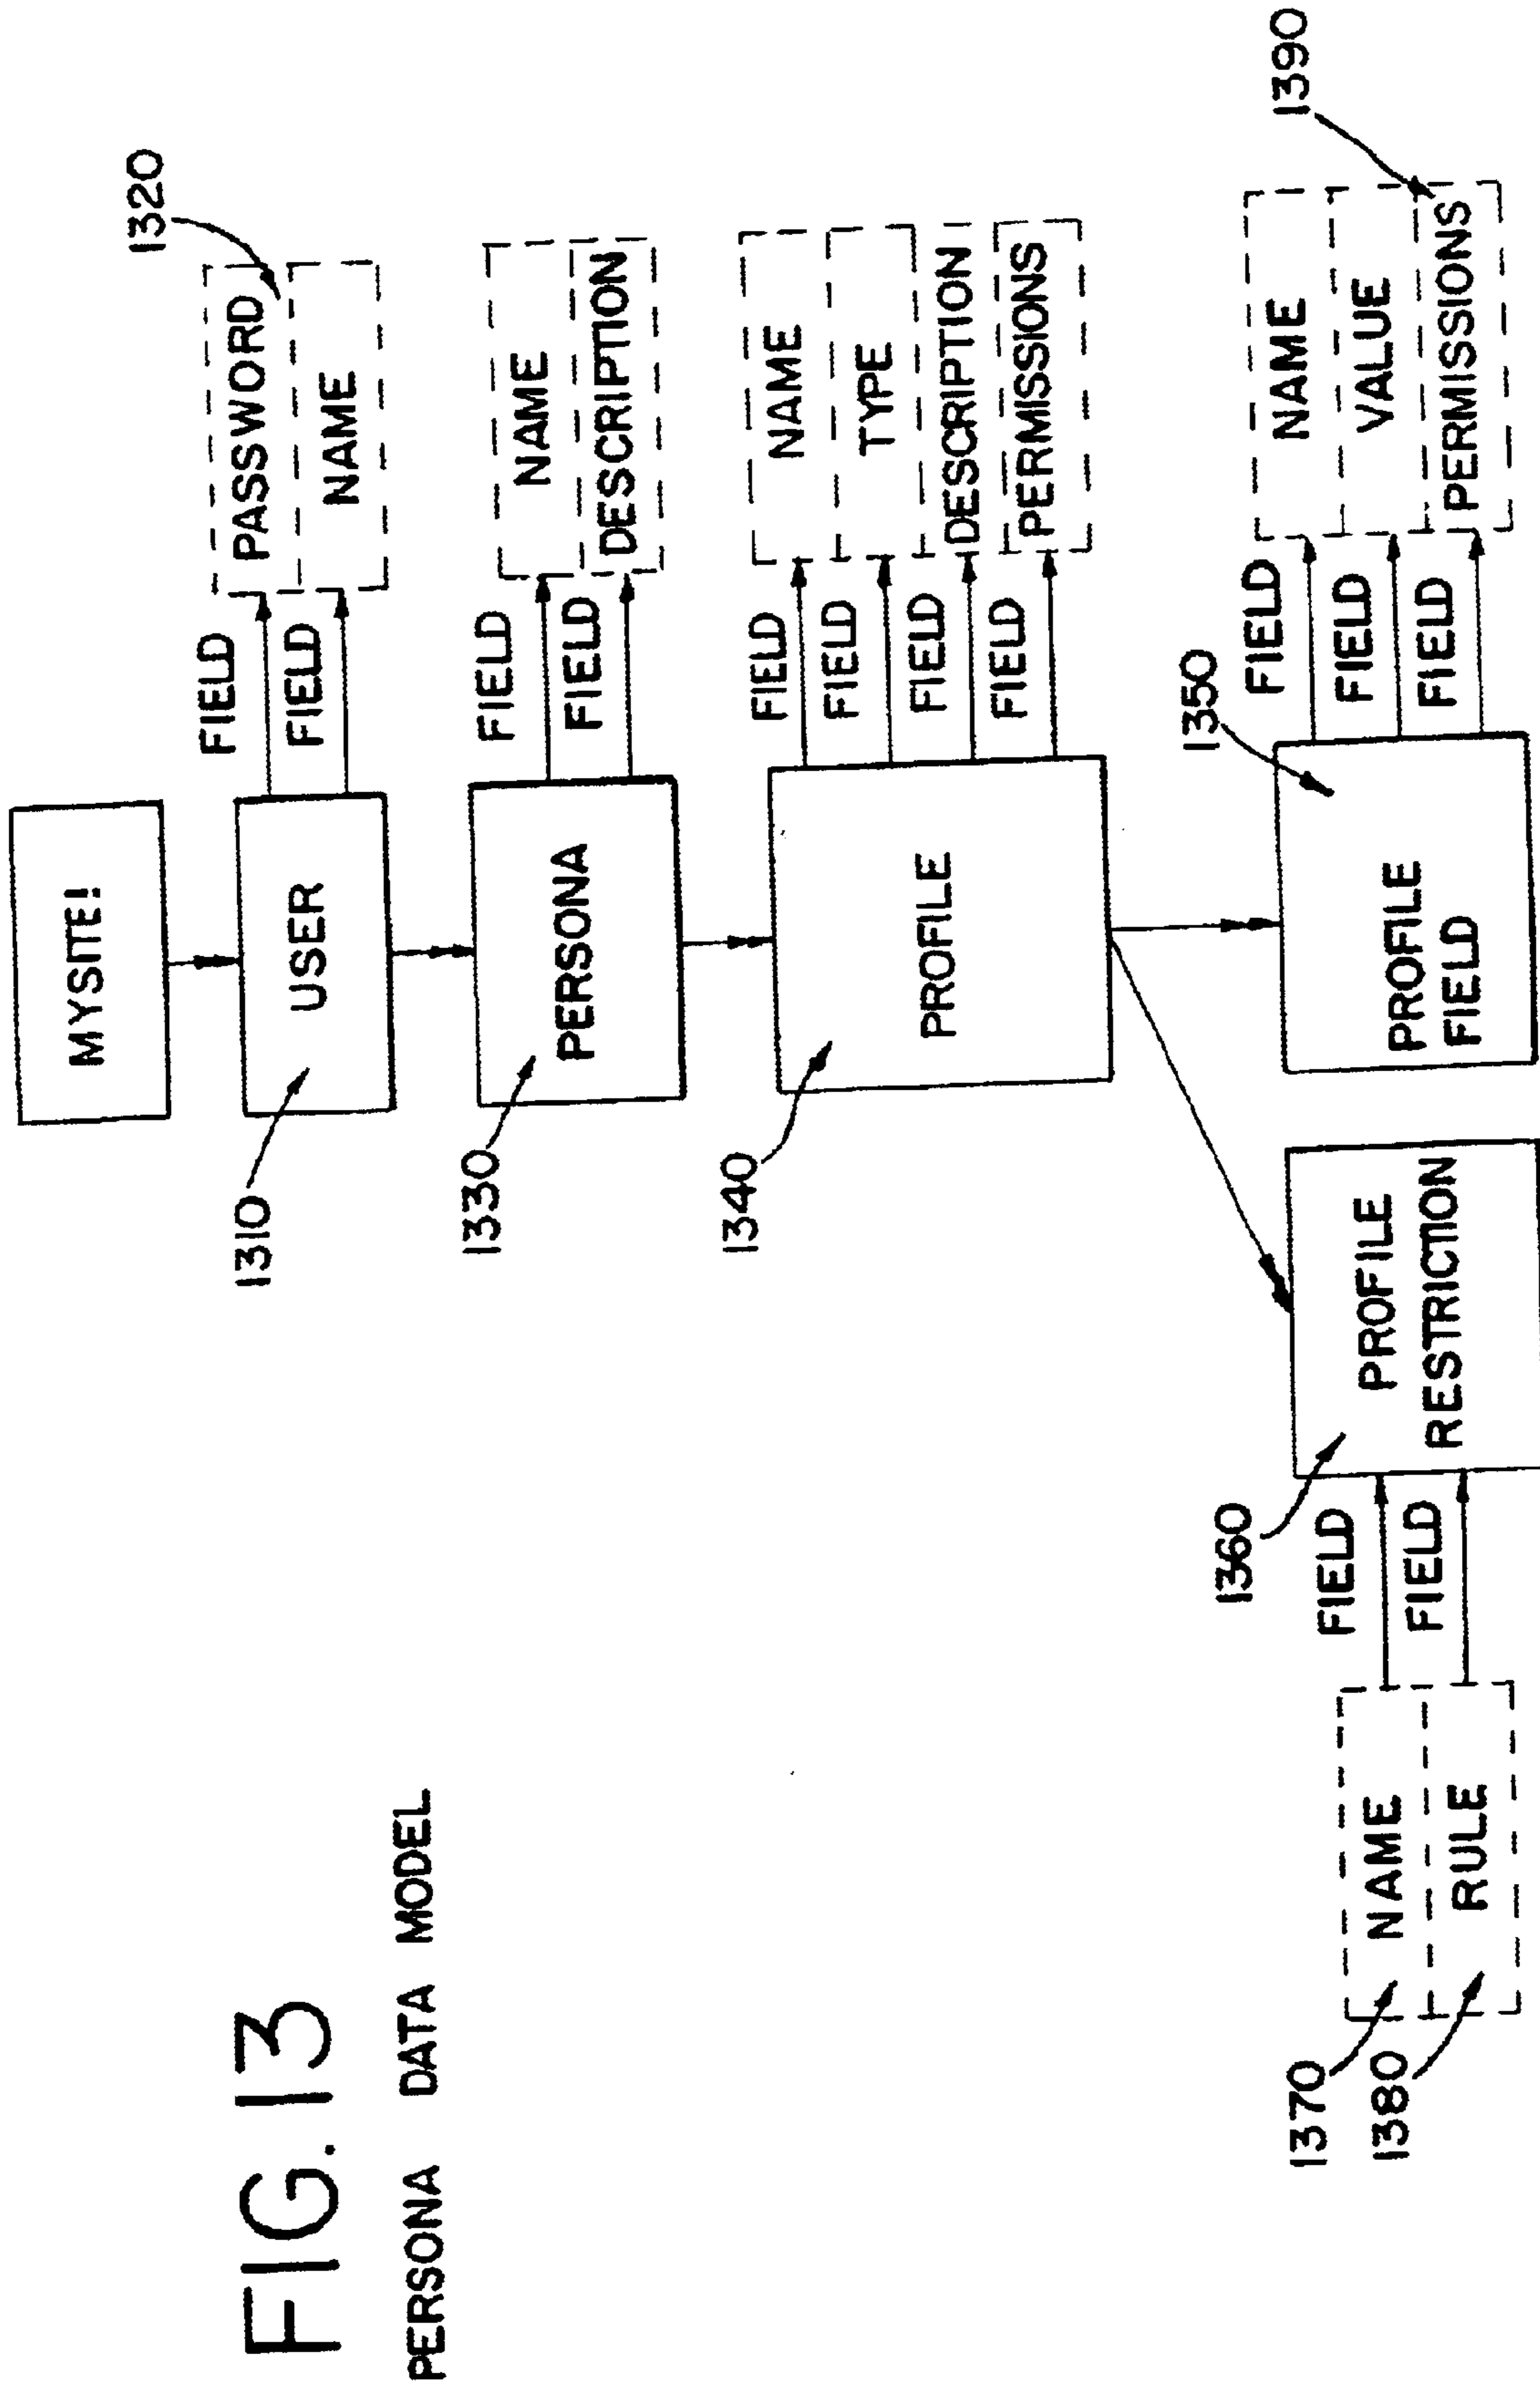 FIG. 13
PERSONA DATA MODEL
MYSITE!
1310
USER
FIELD
FIELD
PASSWORD
NAME
1320
1330
PERSONA
FIELD
FIELD
NAME
DESCRIPTION
1340
PROFILE
FIELD
FIELD
FIELD
FIELD
NAME
TYPE
DESCRIPTION
PERMISSIONS
1350
PROFILE
FIELD
FIELD
FIELD
FIELD
NAME
VALUE
PERMISSIONS
1390
1360
PROFILE
RESTRICTION
FIELD
FIELD
NAME
RULE
1370
1380